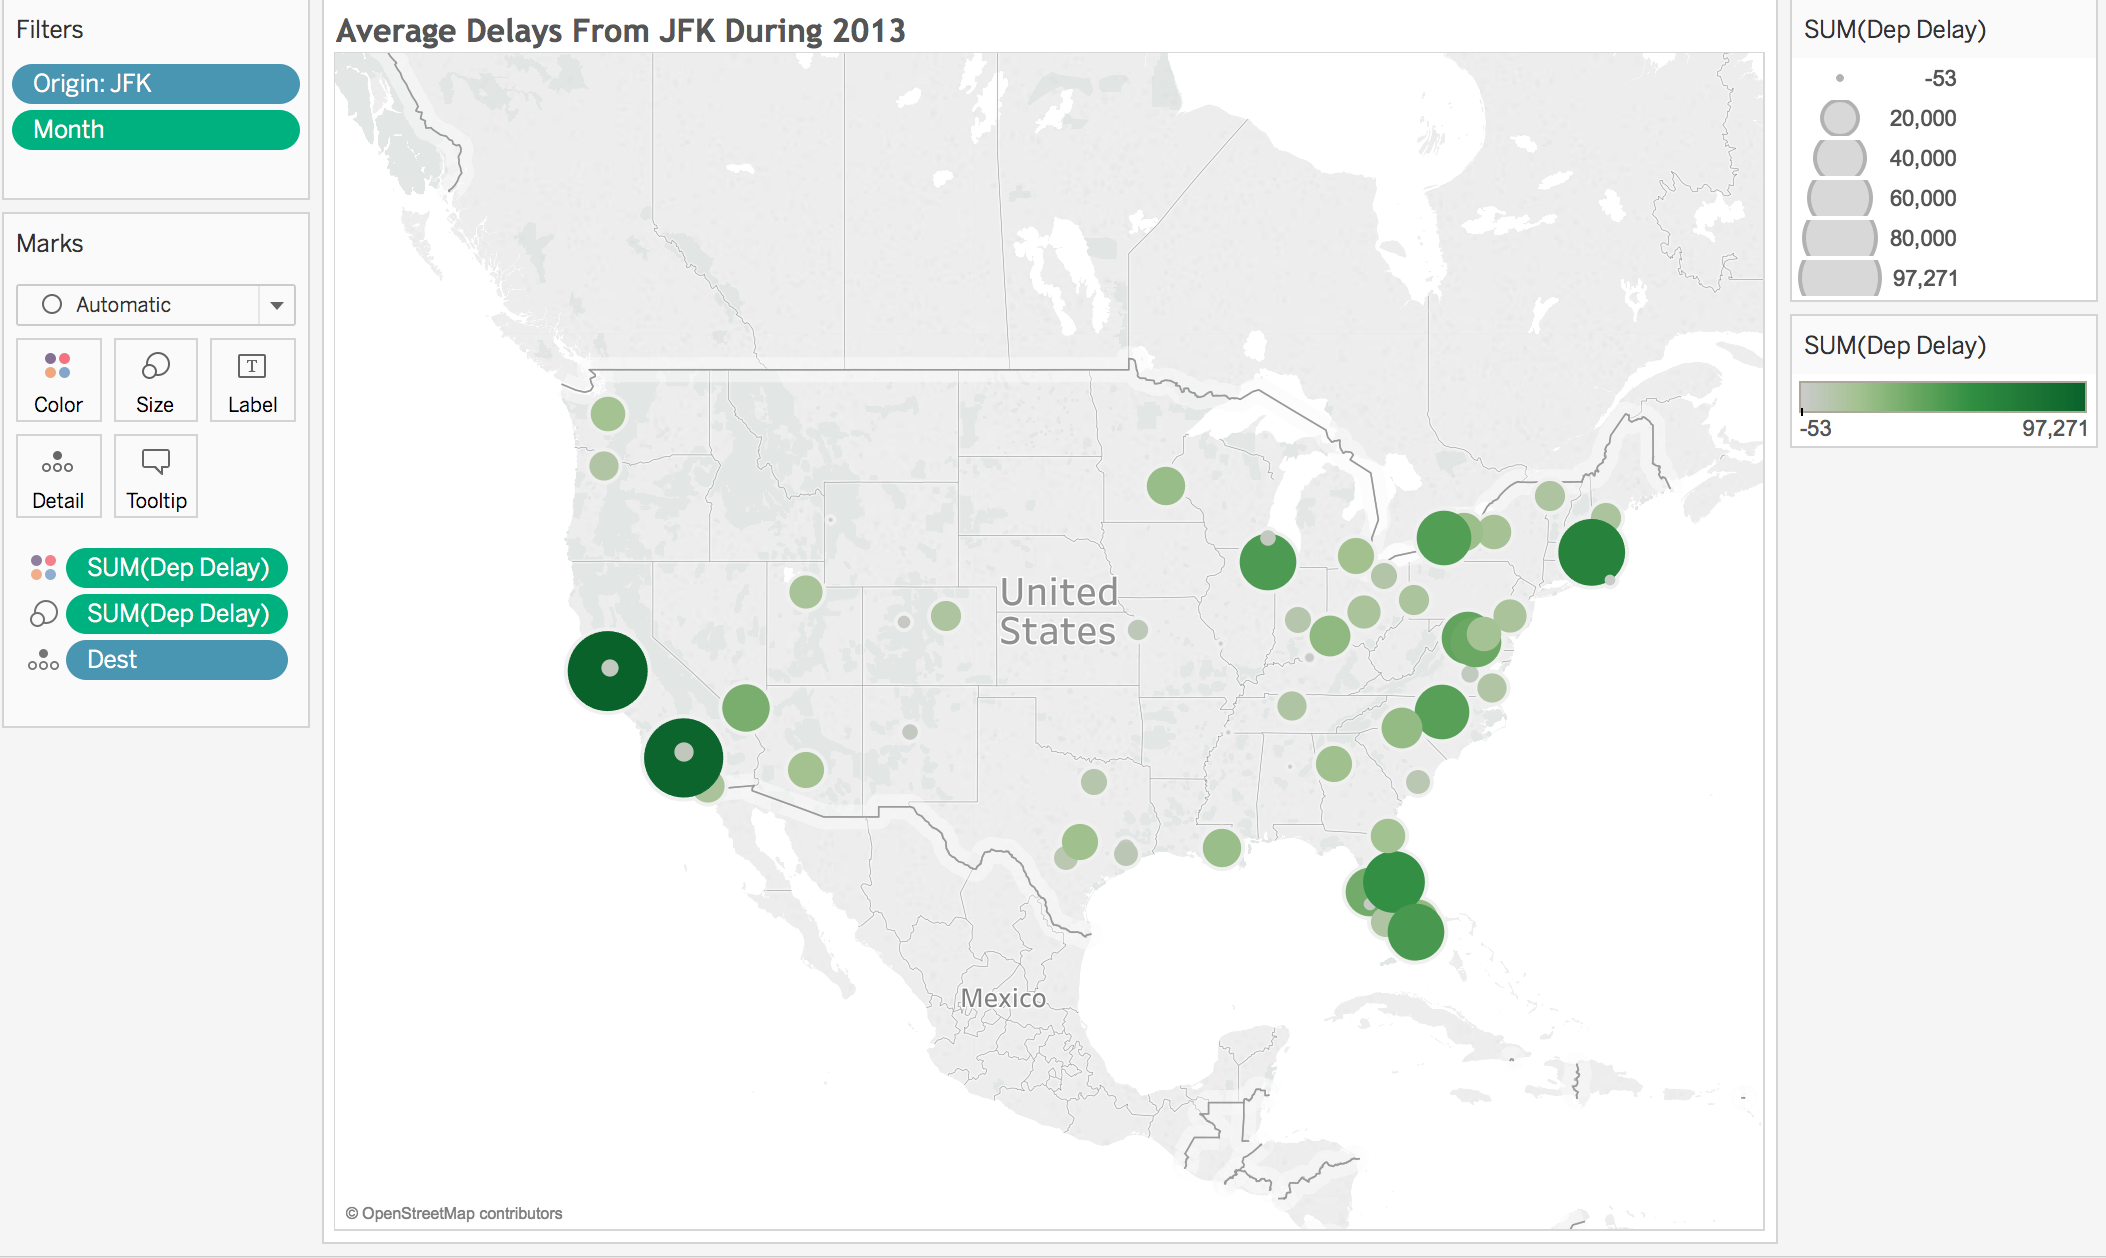 Filters
Origin: JFK
Month
Marks
Automatic
Color
Size
T
Label
Detail
Tooltip
SUM(Dep Delay)
SUM(Dep Delay)
Dest
Average Delays From JFK During 2013
United
States
Mexico
© OpenStreetMap contributors
SUM(Dep Delay)
-53
20,000
40,000
60,000
80,000
97,271
SUM(Dep Delay)
-53
97,271